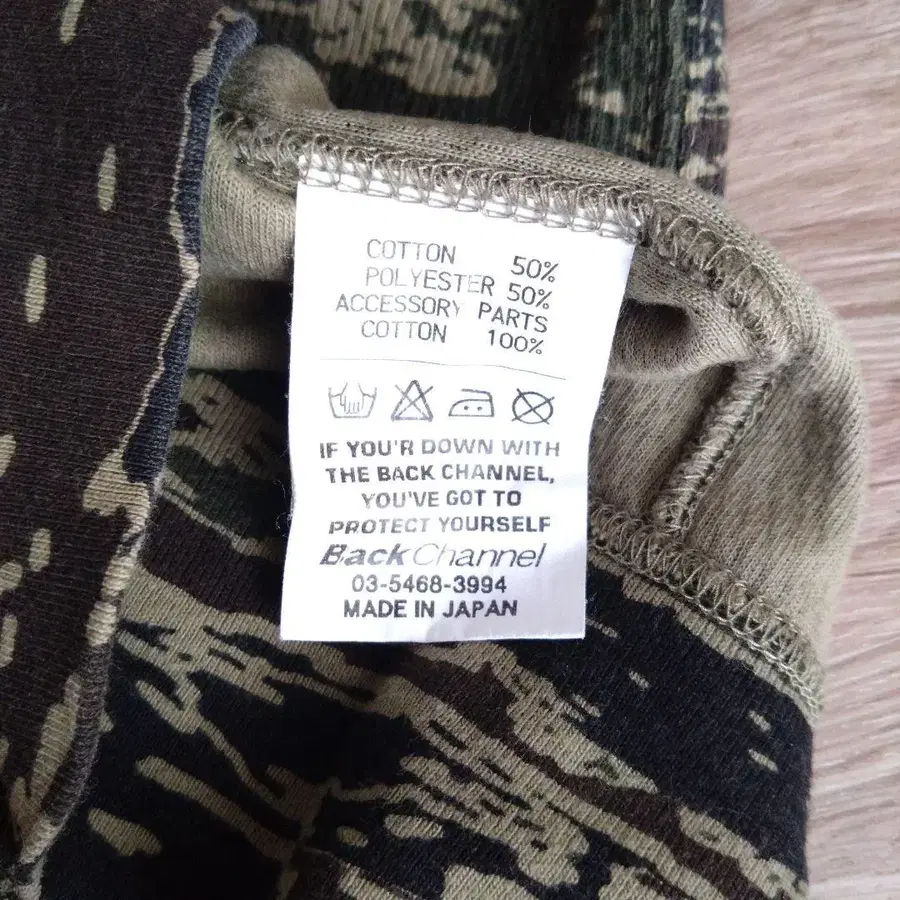 COTTON 50%
POLYESTER 50%
ACCESSORY PARTS
COTTON 100%
IF YOU'R DOWN WITH
THE BACK CHANNEL,
YOU'VE GOT TO
PROTECT YOURSELF
BackChannel
03-5468-3994
MADE IN JAPAN